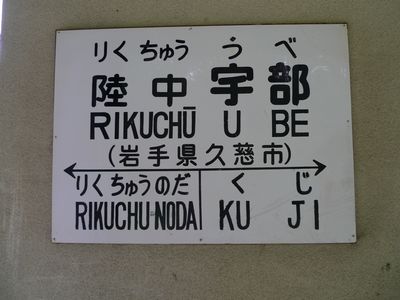 りくちゅう うべ
陸中宇部
RIKUCHŪ U BE
(岩手県久慈市)
りくちゅうのだ くじ
RIKUCHU-NODA KU JI